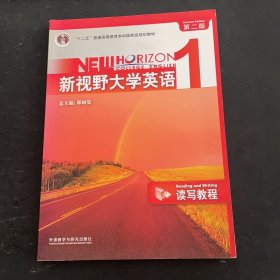 "十二五"普通高等教育本科国家级规划教材
Second Edition
第二版
NEW HORIZON
COLLEGE ENGLISH
新视野大学英语
1
总主编：郑树棠
Reading and Writing
读写教程
外语教学与研究出版社